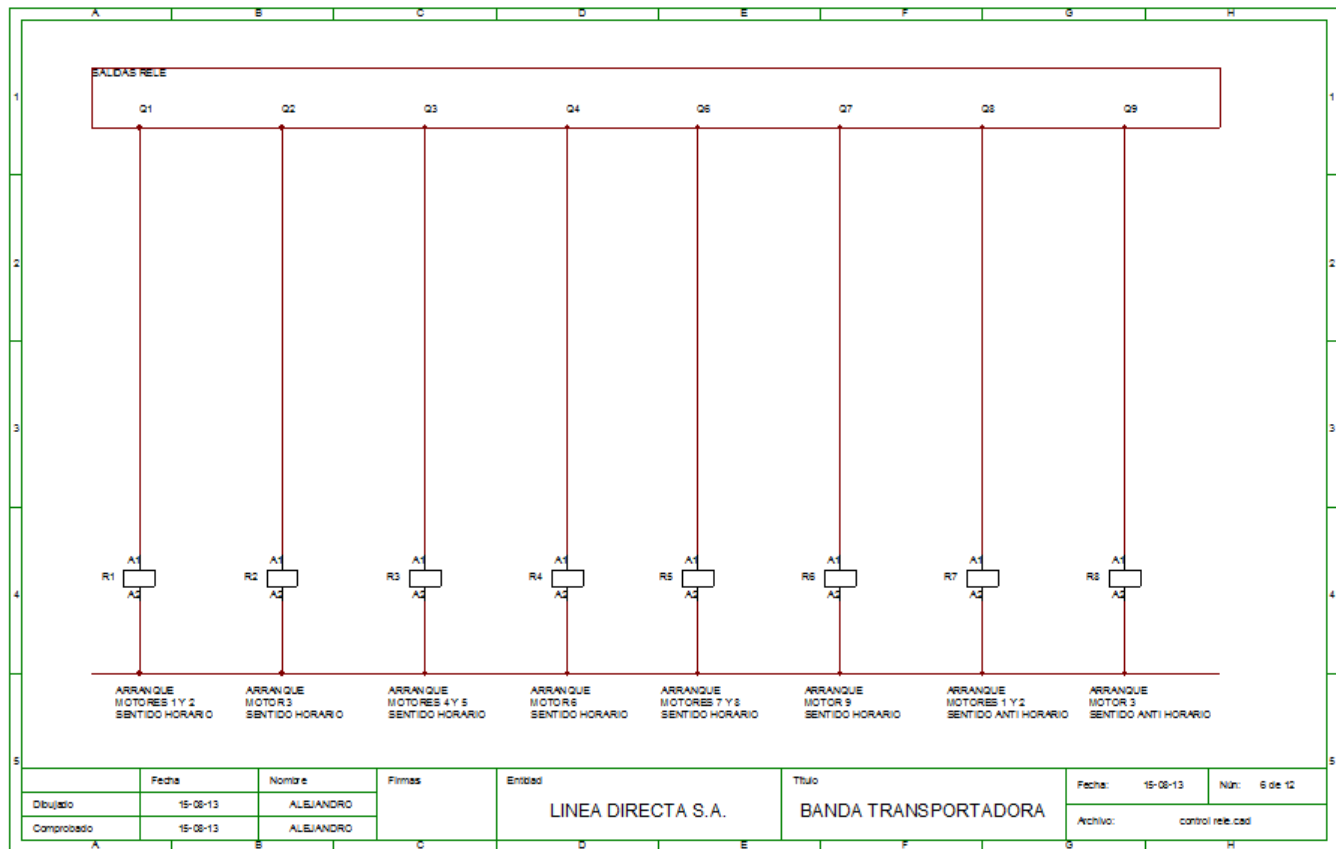 A B C D E F G H
SALIDAS RELE
1 1
Q1 Q2 Q3 Q4 Q6 Q7 Q8 Q9
2 2
3 3
A1 A1 A1 A1 A1 A1 A1 A1
R1 R2 R3 R4 R5 R6 R7 R8
A2 A2 A2 A2 A2 A2 A2 A2
4 4
ARRANQUE
MOTORES 1 Y 2
SENTIDO HORARIO
ARRANQUE
MOTOR 3
SENTIDO HORARIO
ARRANQUE
MOTORES 4 Y 5
SENTIDO HORARIO
ARRANQUE
MOTOR 6
SENTIDO HORARIO
ARRANQUE
MOTORES 7 Y 8
SENTIDO HORARIO
ARRANQUE
MOTOR 9
SENTIDO HORARIO
ARRANQUE
MOTORES 1 Y 2
SENTIDO ANTI HORARIO
ARRANQUE
MOTOR 3
SENTIDO ANTI HORARIO
5 5
Fecha Nombre Firmas Entidad Título Fecha: 15-08-13 Núm: 6 de 12
Dibujado 15-08-13 ALEJANDRO
LINEA DIRECTA S.A. BANDA TRANSPORTADORA
Comprobado 15-08-13 ALEJANDRO Archivo: control rele.cad
A B C D E F G H